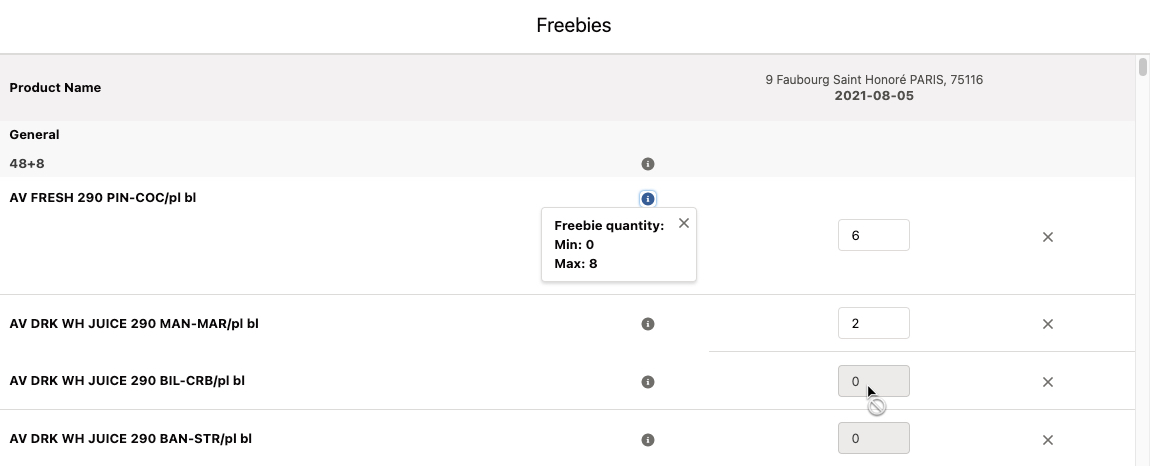 Freebies
Product Name
9 Faubourg Saint Honoré PARIS, 75116
2021-08-05
General
48+8
AV FRESH 290 PIN-COC/pl bl
Freebie quantity:
Min: 0
Max: 8
6
AV DRK WH JUICE 290 MAN-MAR/pl bl
2
AV DRK WH JUICE 290 BIL-CRB/pl bl
0
AV DRK WH JUICE 290 BAN-STR/pl bl
0